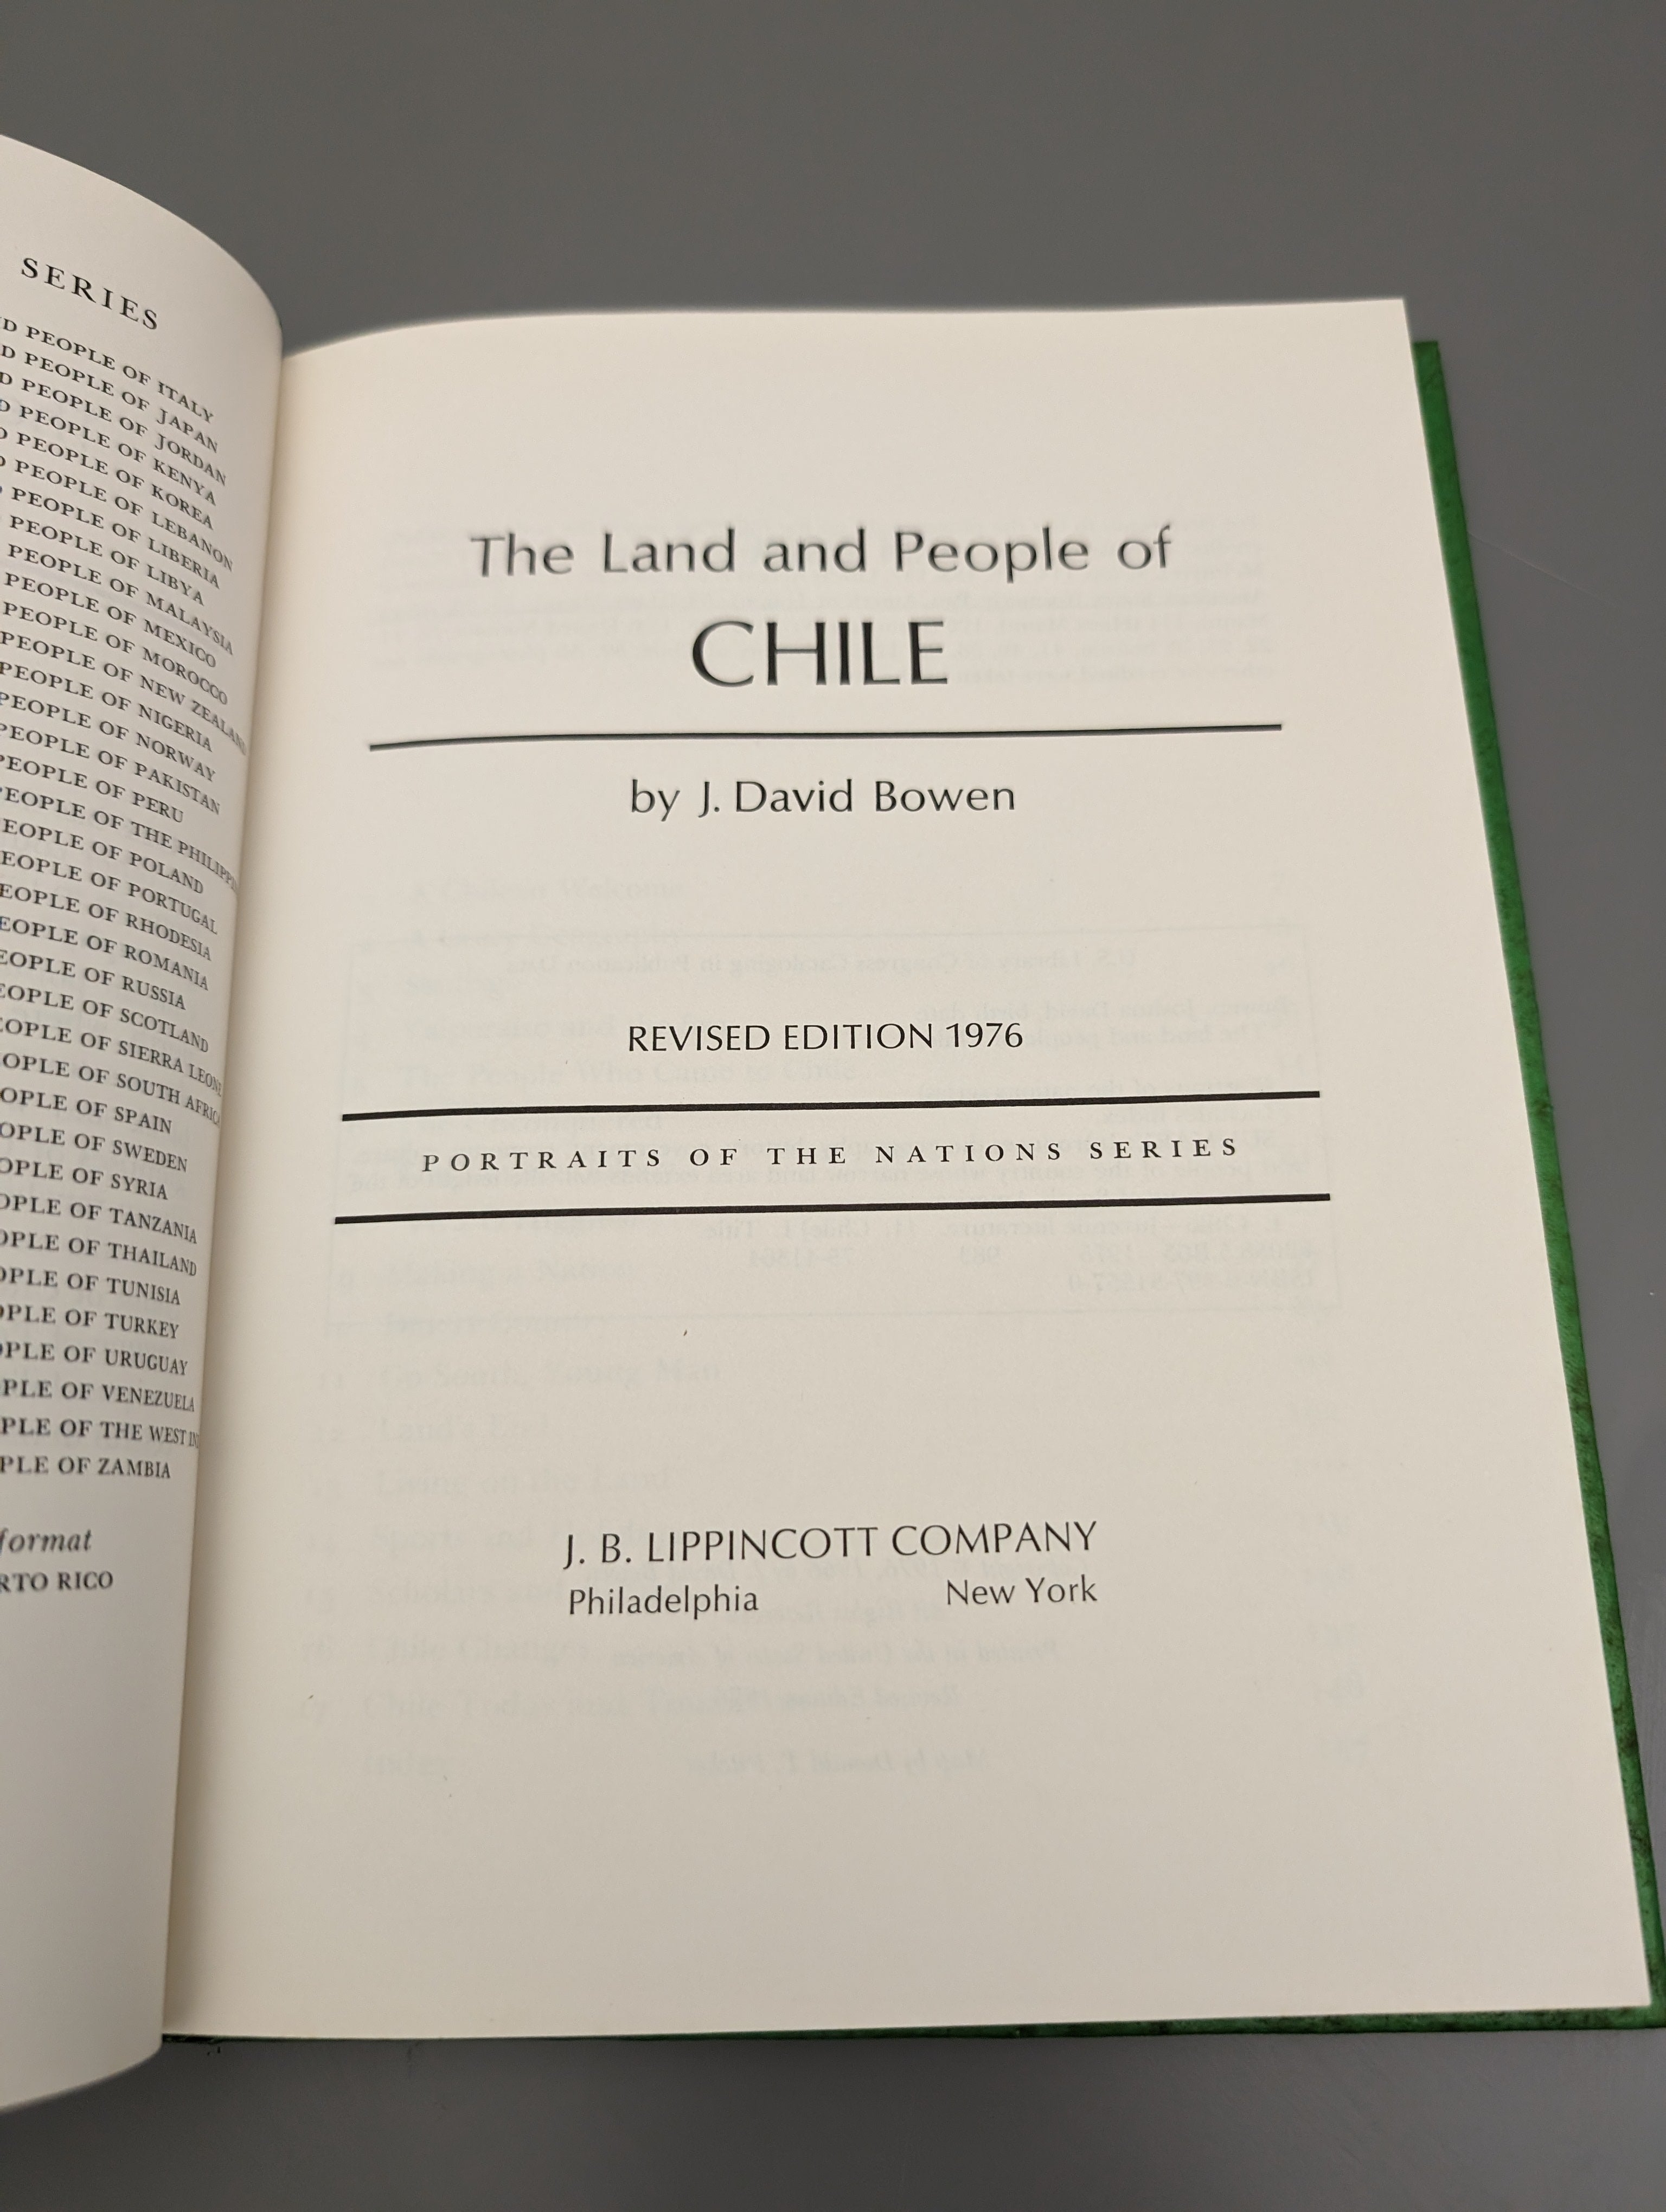 SERIES
PEOPLE OF ITALY
PEOPLE OF JAPAN
PEOPLE OF JORDAN
PEOPLE OF KENYA
PEOPLE OF KOREA
PEOPLE OF LEBANON
PEOPLE OF LIBERIA
PEOPLE OF LIBYA
PEOPLE OF MALAYSIA
PEOPLE OF MEXICO
PEOPLE OF MOROCCO
PEOPLE OF NEW ZEALAND
PEOPLE OF NIGERIA
PEOPLE OF NORWAY
PEOPLE OF PAKISTAN
PEOPLE OF PERU
PEOPLE OF THE PHILIPPIN
EOPLE OF POLAND
EOPLE OF PORTUGAL
EOPLE OF RHODESIA
EOPLE OF ROMANIA
EOPLE OF RUSSIA
EOPLE OF SCOTLAND
EOPLE OF SIERRA LEONE
OPLE OF SOUTH AFRICA
OPLE OF SPAIN
OPLE OF SWEDEN
OPLE OF SYRIA
OPLE OF TANZANIA
OPLE OF THAILAND
OPLE OF TUNISIA
OPLE OF TURKEY
OPLE OF URUGUAY
PLE OF VENEZUELA
PLE OF THE WEST IN
PLE OF ZAMBIA
format
RTO RICO
The Land and People of
CHILE
by J. David Bowen
REVISED EDITION 1976
PORTRAITS OF THE NATIONS SERIES
J. B. LIPPINCOTT COMPANY
Philadelphia New York